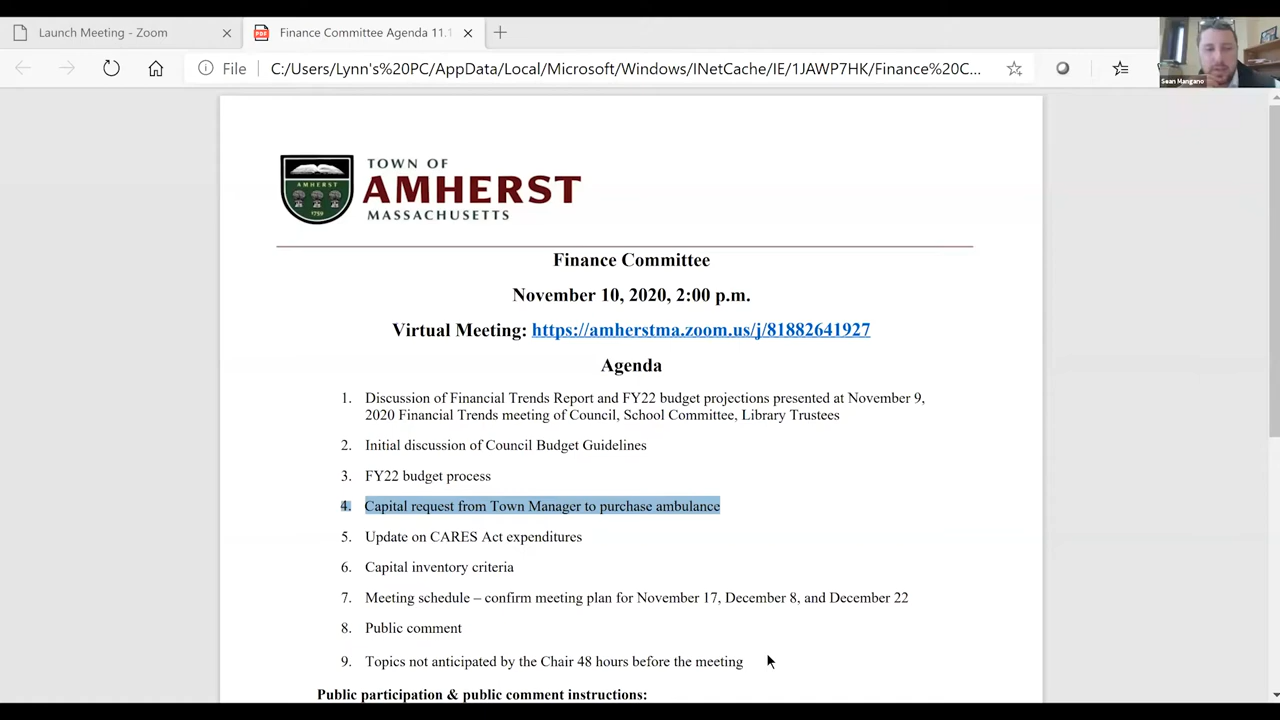 Launch Meeting - Zoom
Finance Committee Agenda 11.1
File
C:/Users/Lynn's%20PC/AppData/Local/Microsoft/Windows/INetCache/IE/1JAWP7HK/Finance%20C...
Sean Mangano
TOWN OF
AMHERST
MASSACHUSETTS
AMHERST
1759
Finance Committee
November 10, 2020, 2:00 p.m.
Virtual Meeting: https://amherstma.zoom.us/j/81882641927
Agenda
1. Discussion of Financial Trends Report and FY22 budget projections presented at November 9,
2020 Financial Trends meeting of Council, School Committee, Library Trustees
2. Initial discussion of Council Budget Guidelines
3. FY22 budget process
4. Capital request from Town Manager to purchase ambulance
5. Update on CARES Act expenditures
6. Capital inventory criteria
7. Meeting schedule – confirm meeting plan for November 17, December 8, and December 22
8. Public comment
9. Topics not anticipated by the Chair 48 hours before the meeting
Public participation & public comment instructions: